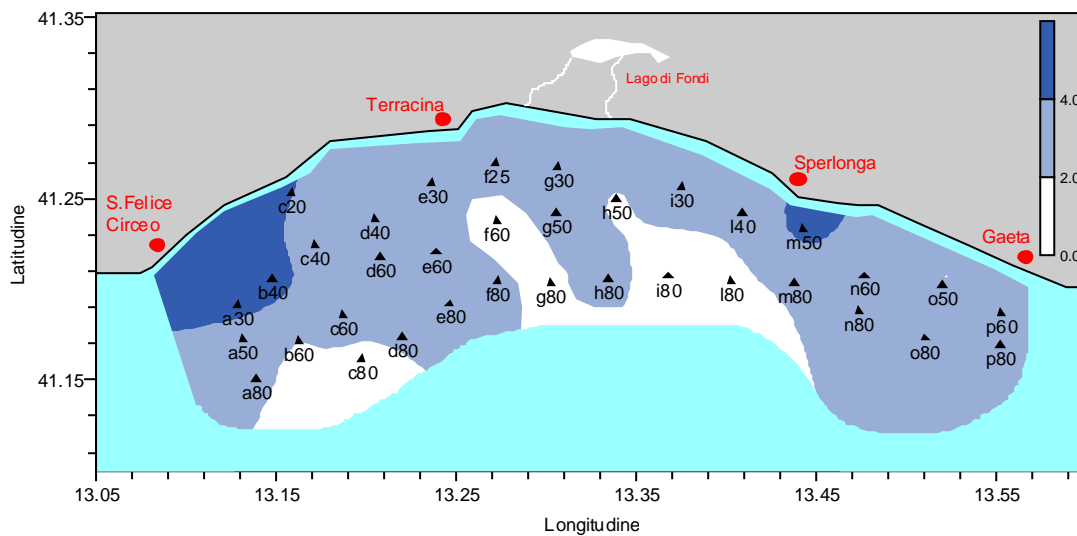 41.35
Lago di Fondi
4.0
Terracina
Sperlonga
f25
g30
2.0
e30
i30
41.25
S.Felice
Circeo
c20
d40
g50
h50
l40
f60
m50
Gaeta
c40
d60
e60
0.0
b40
f80
g80
h80
i80
l80
m80
n60
o50
a30
c60
e80
n80
p60
a50
b60
d80
o80
p80
c80
41.15
a80
Latitudine
13.05
13.15
13.25
13.35
13.45
13.55
Longitudine